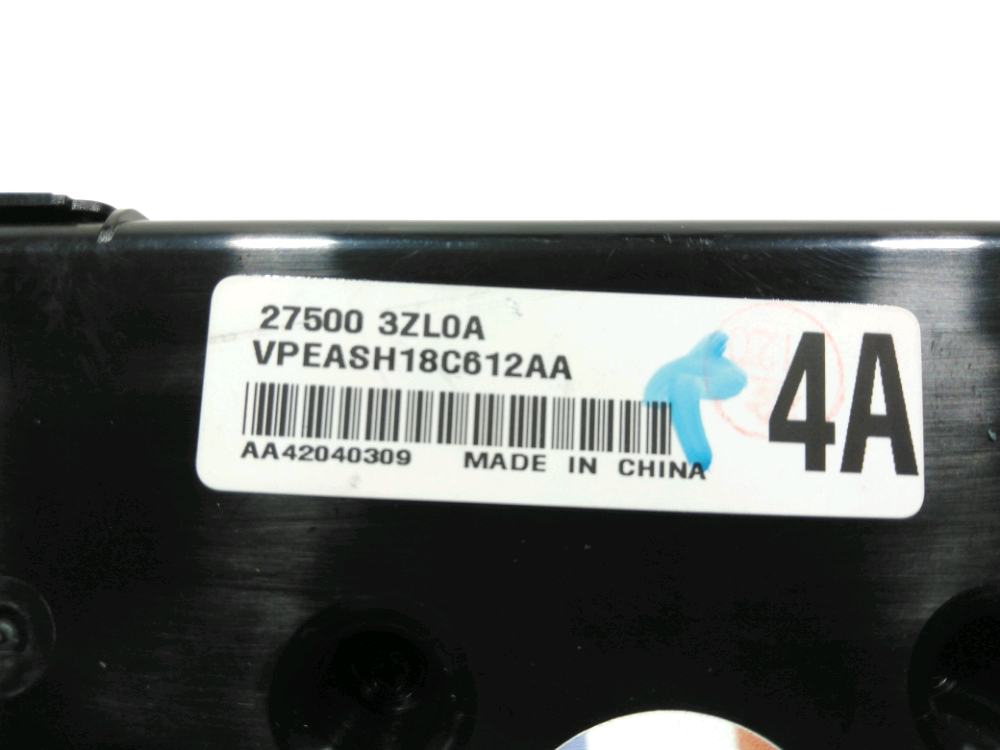 27500 3ZL0A
VPEASH18C612AA
AA42040309 MADE IN CHINA
4A